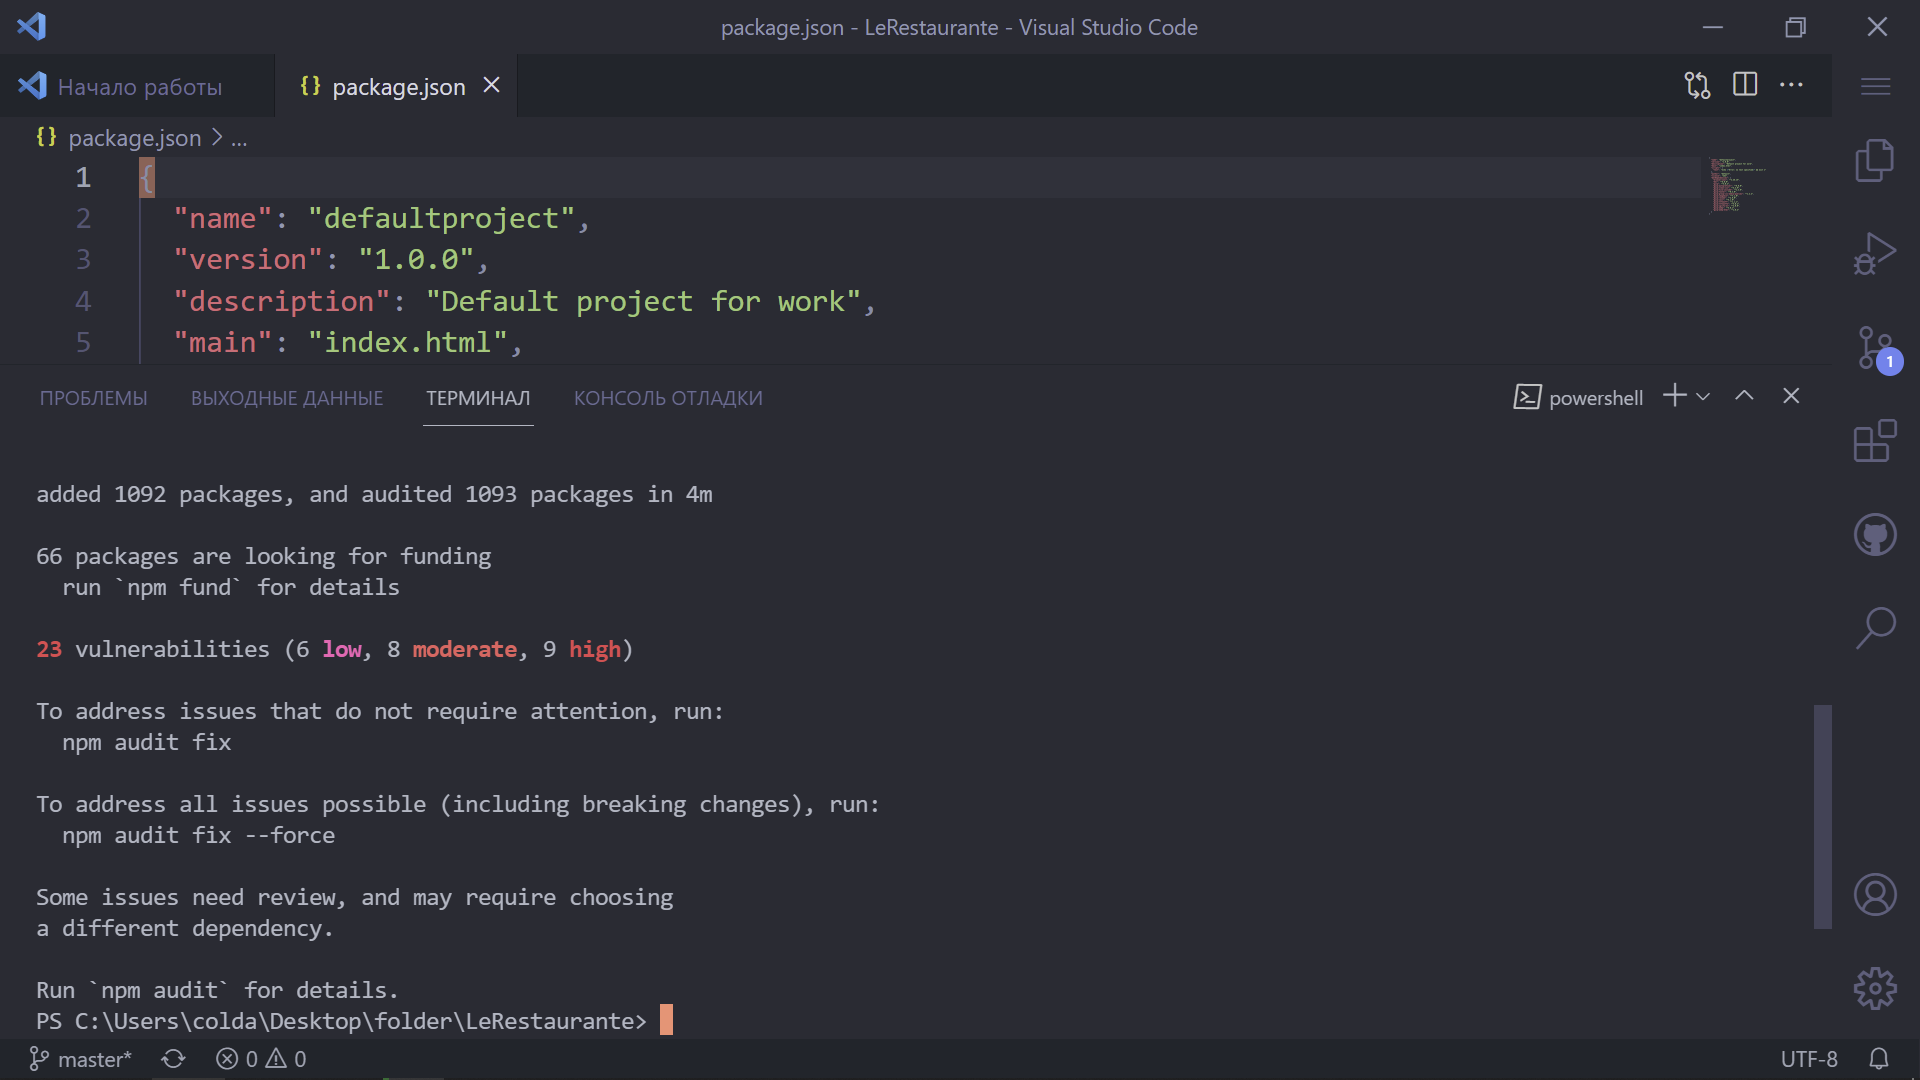 package.json - LeRestaurante - Visual Studio Code
Начало работы
{} package.json
{} package.json > ...
1 {
2 "name": "defaultproject",
3 "version": "1.0.0",
4 "description": "Default project for work",
5 "main": "index.html",
ПРОБЛЕМЫ ВЫХОДНЫЕ ДАННЫЕ ТЕРМИНАЛ КОНСОЛЬ ОТЛАДКИ
powershell
added 1092 packages, and audited 1093 packages in 4m
66 packages are looking for funding
run `npm fund` for details
23 vulnerabilities (6 low, 8 moderate, 9 high)
To address issues that do not require attention, run:
npm audit fix
To address all issues possible (including breaking changes), run:
npm audit fix --force
Some issues need review, and may require choosing
a different dependency.
Run `npm audit` for details.
PS C:\Users\colda\Desktop\folder\LeRestaurante>
1
master* 0 0 UTF-8